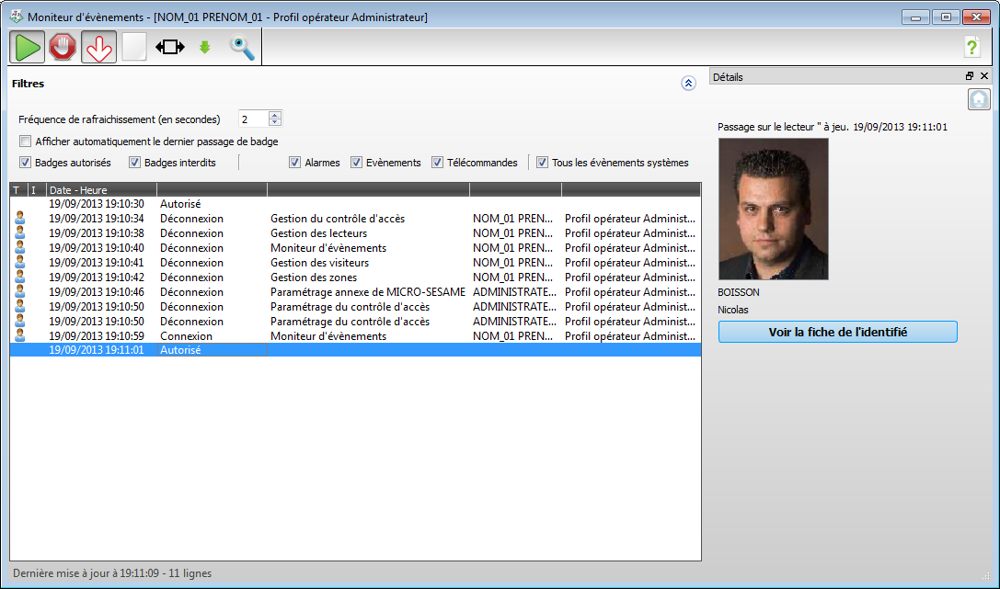 Moniteur d'évènements - [NOM_01 PRENOM_01 - Profil opérateur Administrateur]
Filtres
Fréquence de rafraichissement (en secondes) 2
Afficher automatiquement le dernier passage de badge
Badges autorisés Badges interdits Alarmes Evènements Télécommandes Tous les évènements systèmes
T I Date - Heure
19/09/2013 19:10:30 Autorisé
19/09/2013 19:10:34 Déconnexion Gestion du contrôle d'accès NOM_01 PREN... Profil opérateur Administ...
19/09/2013 19:10:38 Déconnexion Gestion des lecteurs NOM_01 PREN... Profil opérateur Administ...
19/09/2013 19:10:40 Déconnexion Moniteur d'évènements NOM_01 PREN... Profil opérateur Administ...
19/09/2013 19:10:41 Déconnexion Gestion des visiteurs NOM_01 PREN... Profil opérateur Administ...
19/09/2013 19:10:42 Déconnexion Gestion des zones NOM_01 PREN... Profil opérateur Administ...
19/09/2013 19:10:46 Déconnexion Paramétrage annexe de MICRO-SESAME ADMINISTRATE... Profil opérateur Administ...
19/09/2013 19:10:50 Déconnexion Paramétrage du contrôle d'accès ADMINISTRATE... Profil opérateur Administ...
19/09/2013 19:10:50 Déconnexion Paramétrage du contrôle d'accès ADMINISTRATE... Profil opérateur Administ...
19/09/2013 19:10:59 Connexion Moniteur d'évènements NOM_01 PREN... Profil opérateur Administ...
19/09/2013 19:11:01 Autorisé
Dernière mise à jour à 19:11:09 - 11 lignes
Détails
Passage sur le lecteur '' à jeu. 19/09/2013 19:11:01
BOISSON
Nicolas
Voir la fiche de l'identifié